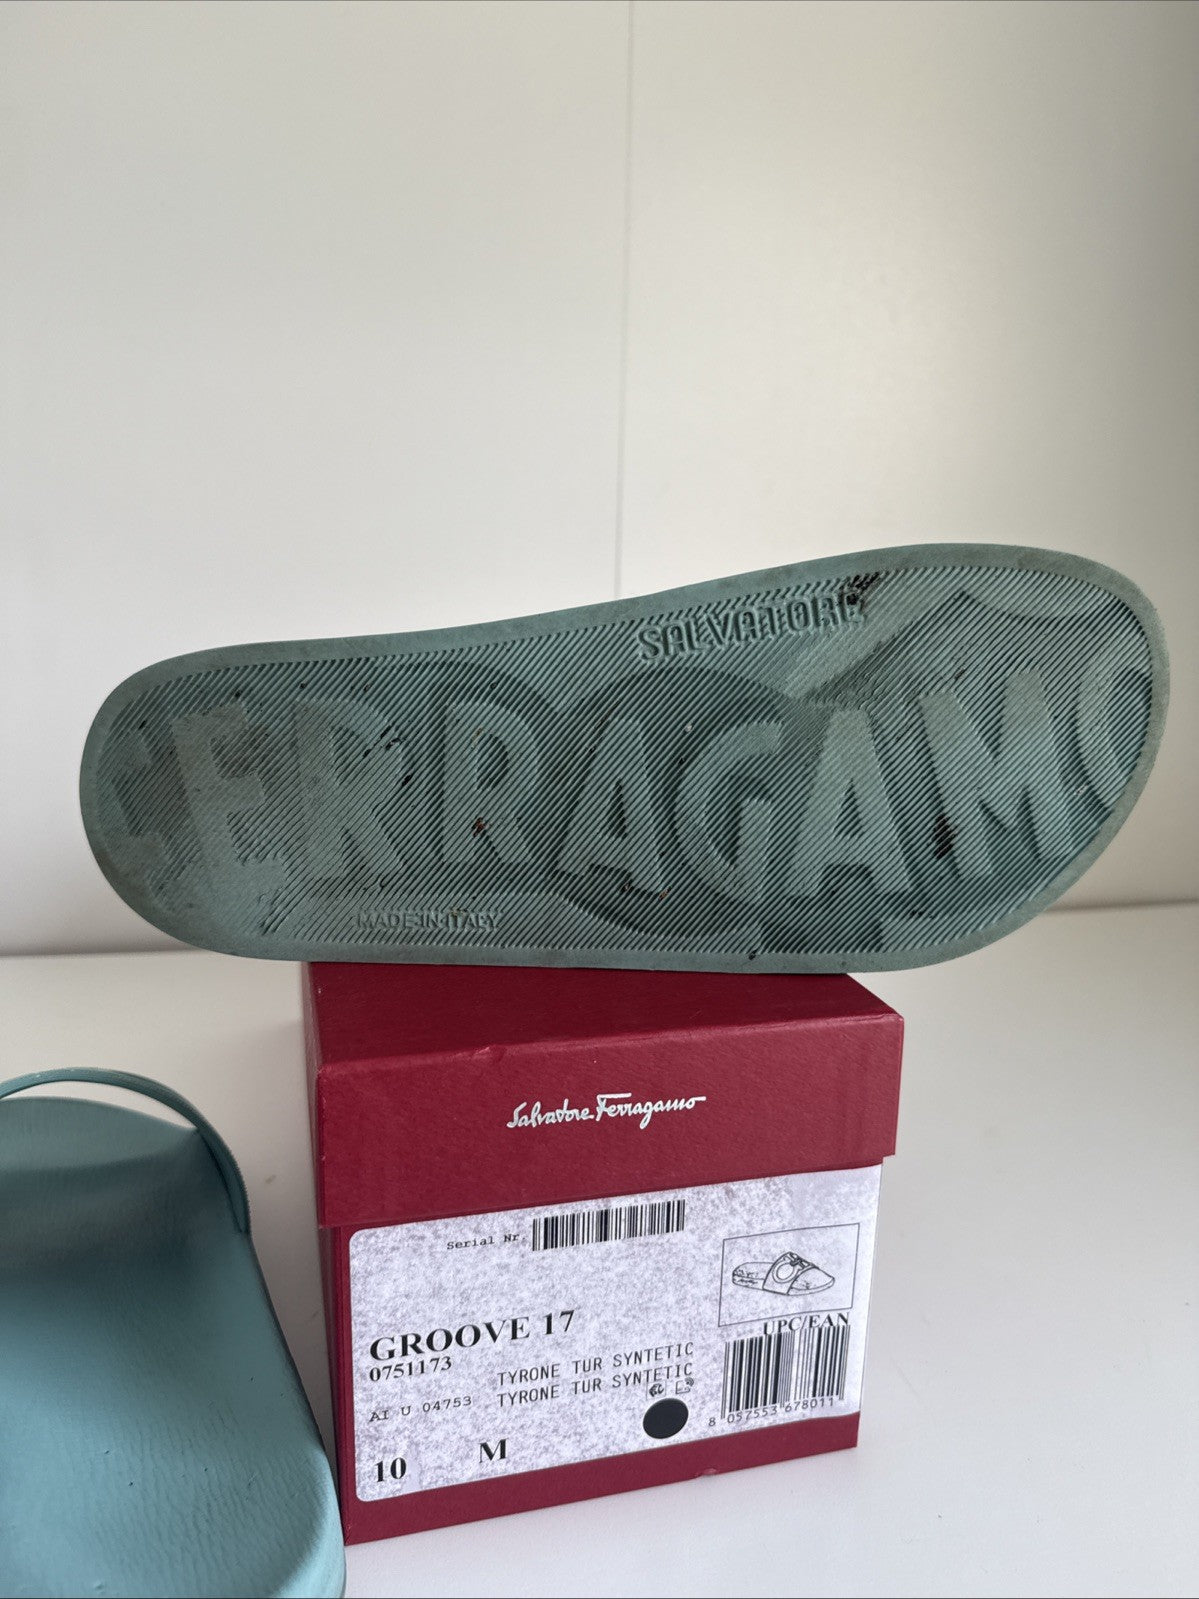 SALVATORE
FERRAGAMO
MADE IN ITALY
Salvatore Ferragamo
Serial Nr.
GROOVE 17
0751173
TYRONE TUR SYNTETIC
AI U 04753 TYRONE TUR SYNTETIC
10 M
UPC/EAN
8 057553 678011